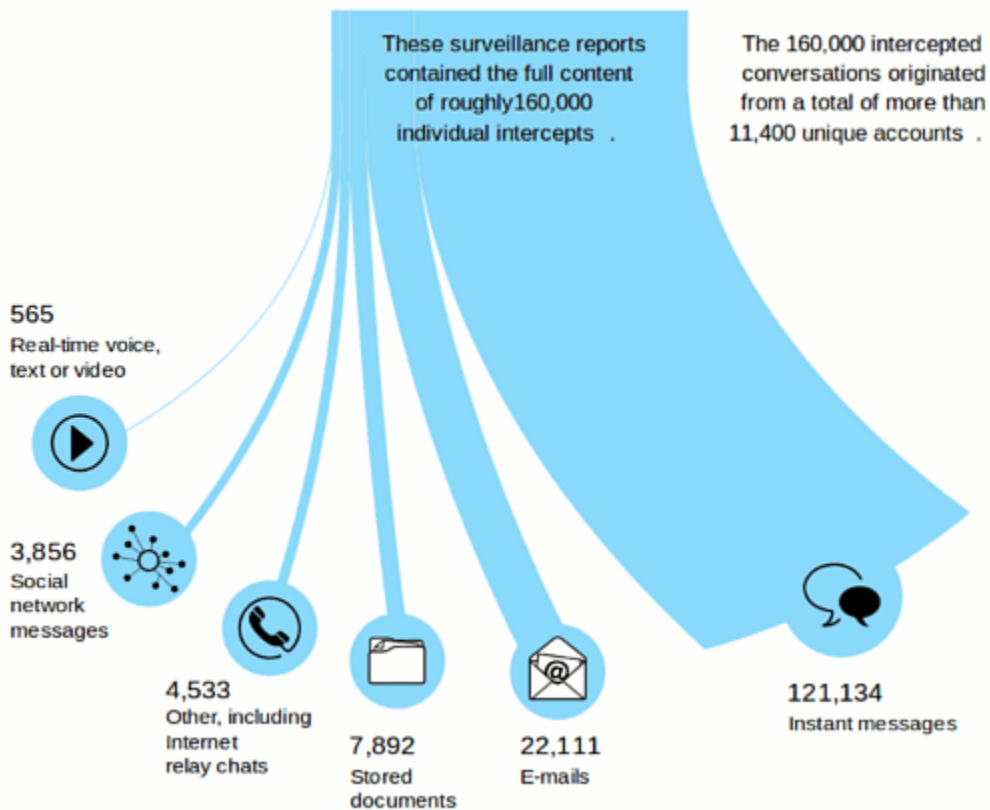 These surveillance reports
contained the full content
of roughly160,000
individual intercepts .
The 160,000 intercepted
conversations originated
from a total of more than
11,400 unique accounts .
565
Real-time voice,
text or video
3,856
Social
network
messages
4,533
Other, including
Internet
relay chats
7,892
Stored
documents
22,111
E-mails
@
121,134
Instant messages